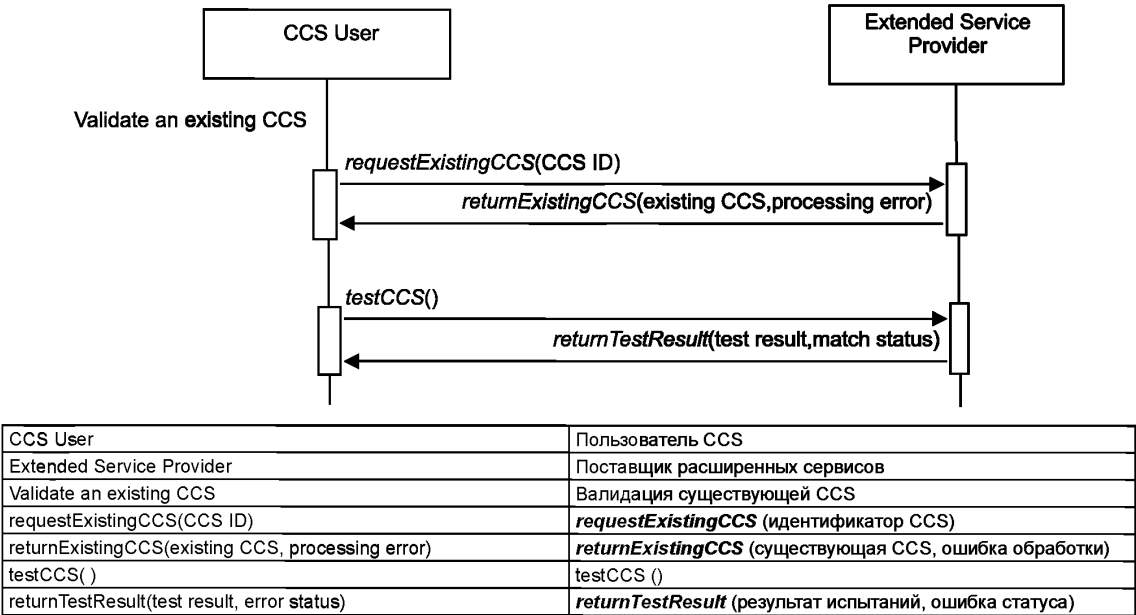 CCS User
Extended Service
Provider
Validate an existing CCS
requestExistingCCS(CCS ID)
returnExistingCCS(existing CCS,processing error)
testCCS()
returnTestResult(test result,match status)
CCS User Пользователь CCS
Extended Service Provider Поставщик расширенных сервисов
Validate an existing CCS Валидация существующей CCS
requestExistingCCS(CCS ID) requestExistingCCS (идентификатор CCS)
returnExistingCCS(existing CCS, processing error) returnExistingCCS (существующая CCS, ошибка обработки)
testCCS( ) testCCS ()
returnTestResult(test result, error status) returnTestResult (результат испытаний, ошибка статуса)